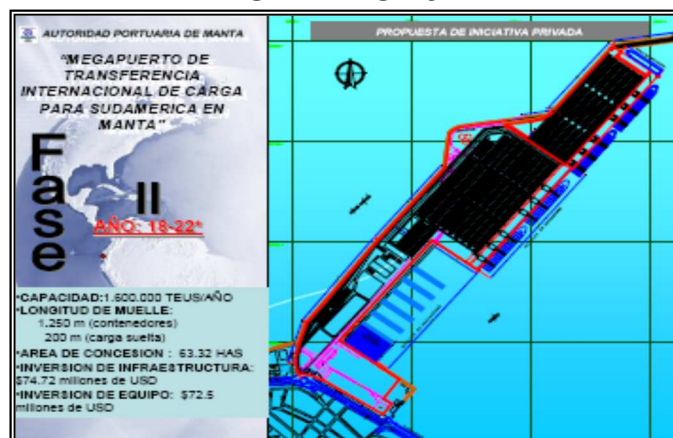 AUTORIDAD PORTUARIA DE MANTA
PROPUESTA DE INICIATIVA PRIVADA
"MEGAPUERTO DE
TRANSFERENCIA
INTERNACIONAL DE CARGA
PARA SUDAMERICA EN
MANTA"
Fase
II
AÑO: 18-22*
•CAPACIDAD:1.600.000 TEUS/AÑO
•LONGITUD DE MUELLE:
1.250 m (contenedores)
200 m (carga suelta)
•AREA DE CONCESION : 63.32 HAS
•INVERSION DE INFRAESTRUCTURA:
$74.72 millones de USD
•INVERSION DE EQUIPO: $72.5
millones de USD